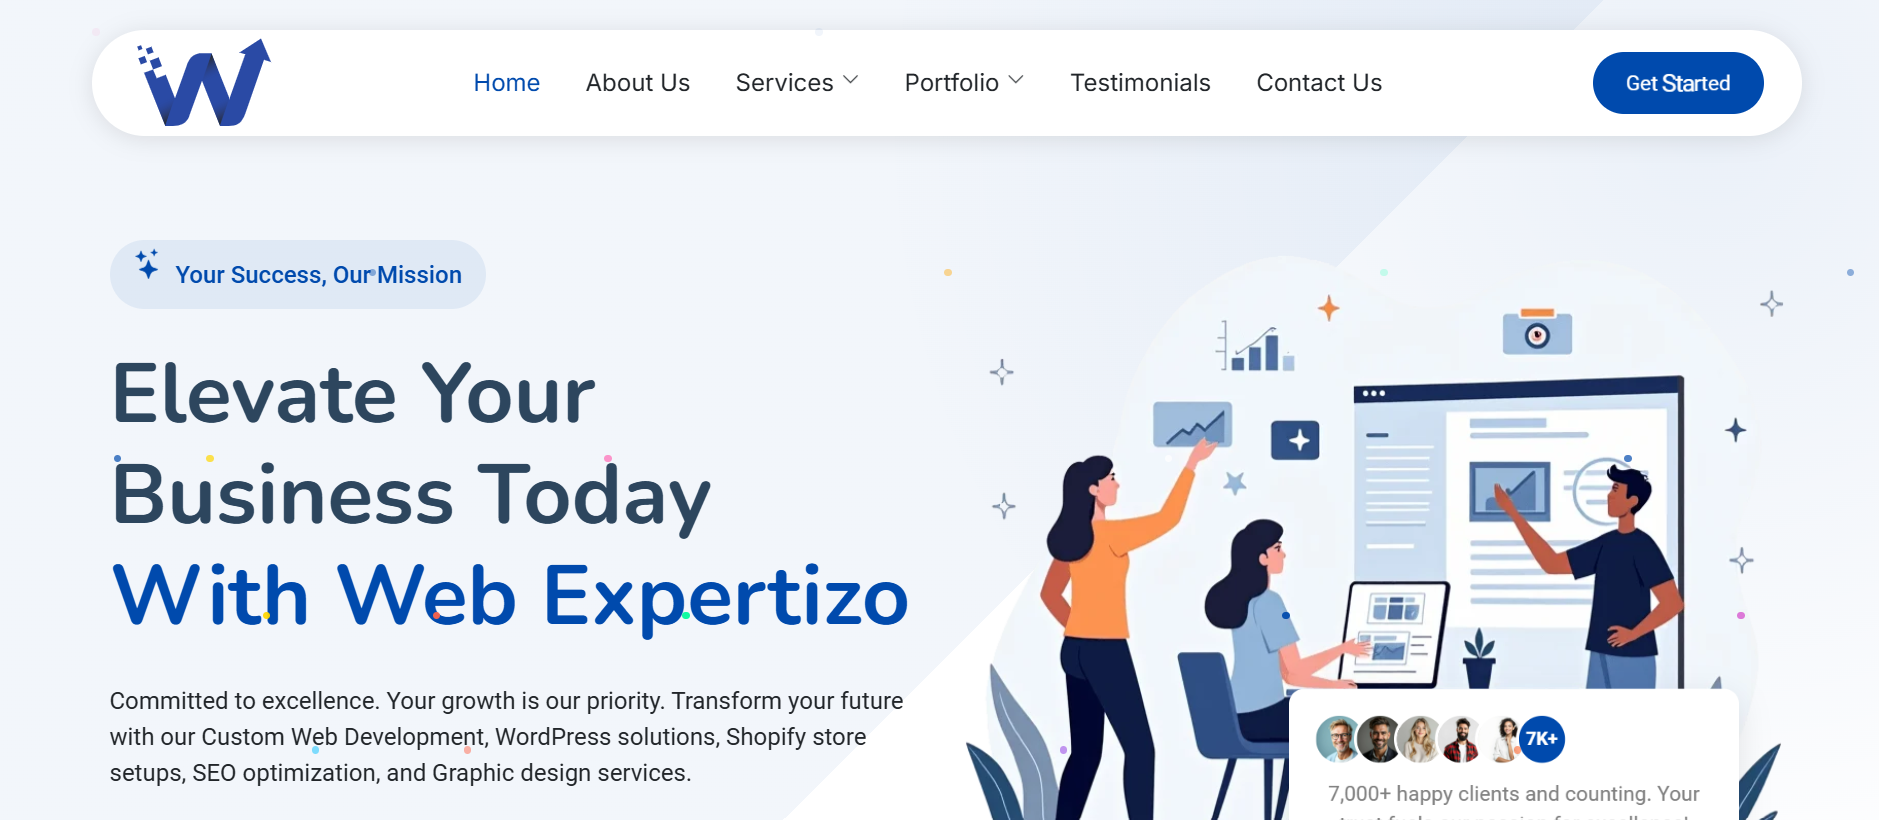 Home About Us Services Portfolio Testimonials Contact Us Get Started
Your Success, Our Mission
Elevate Your
Business Today
With Web Expertizo
Committed to excellence. Your growth is our priority. Transform your future
with our Custom Web Development, WordPress solutions, Shopify store
setups, SEO optimization, and Graphic design services.
7K+
7,000+ happy clients and counting. Your